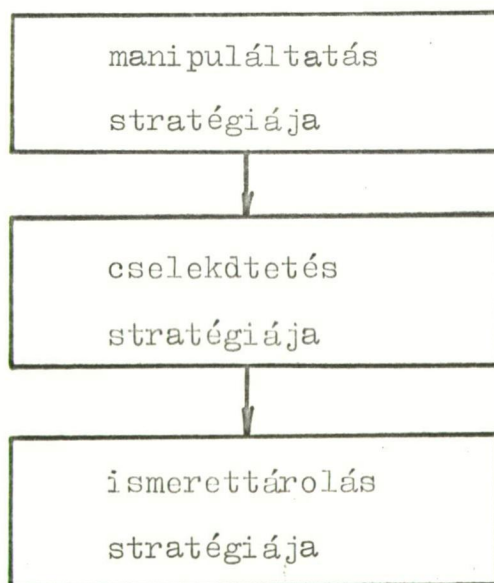 manipuláltatás
stratégiája
cselekdtetés
stratégiája
ismerettárolás
stratégiája